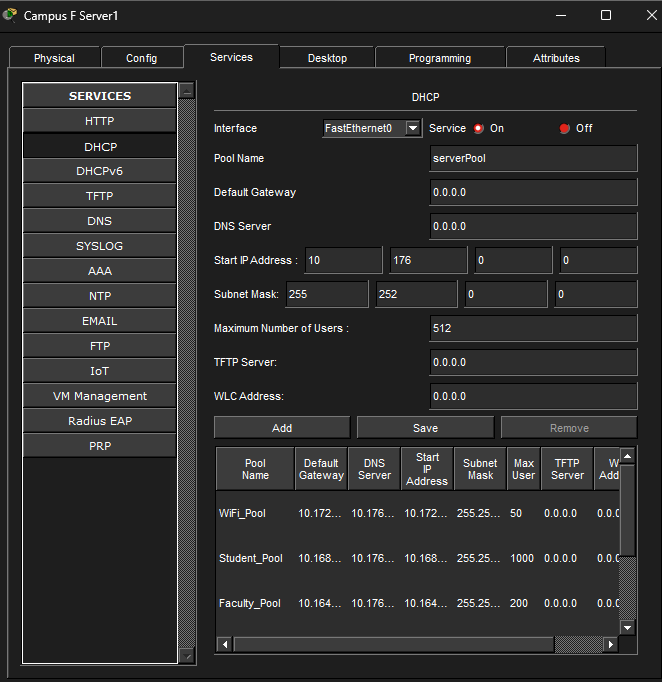 Campus F Server1
Physical Config Services Desktop Programming Attributes
SERVICES
HTTP
DHCP
DHCPv6
TFTP
DNS
SYSLOG
AAA
NTP
EMAIL
FTP
IoT
VM Management
Radius EAP
PRP
DHCP
Interface FastEthernet0 Service On Off
Pool Name serverPool
Default Gateway 0.0.0.0
DNS Server 0.0.0.0
Start IP Address : 10 176 0 0
Subnet Mask: 255 252 0 0
Maximum Number of Users : 512
TFTP Server: 0.0.0.0
WLC Address: 0.0.0.0
Add Save Remove
Pool Name Default Gateway DNS Server Start IP Address Subnet Mask Max User TFTP Server W Addr
WiFi_Pool 10.172... 10.176... 10.172... 255.25... 50 0.0.0.0 0.0.0
Student_Pool 10.168... 10.176... 10.168... 255.25... 1000 0.0.0.0 0.0.0
Faculty_Pool 10.164... 10.176... 10.164... 255.25... 200 0.0.0.0 0.0.0